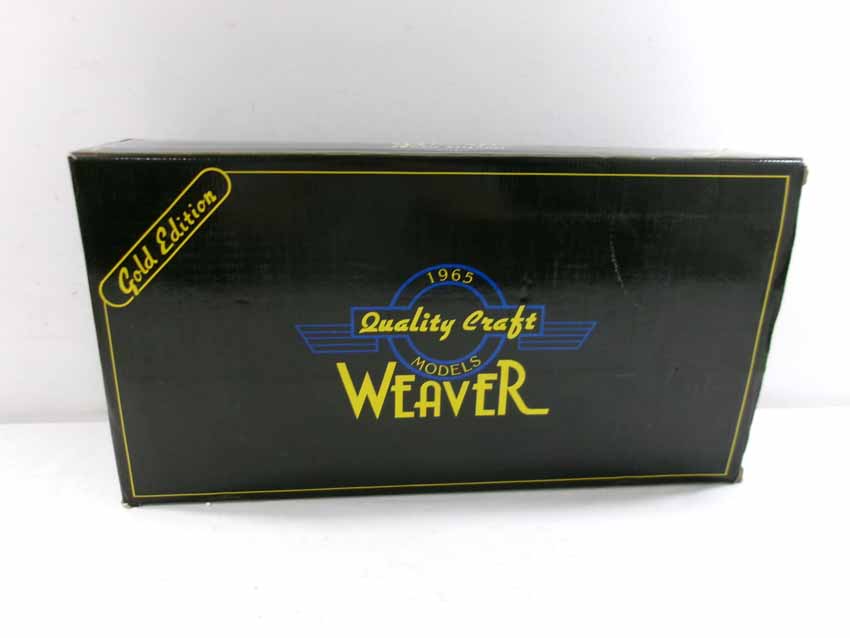 Gold Edition
1965
Quality Craft
MODELS
WEAVER